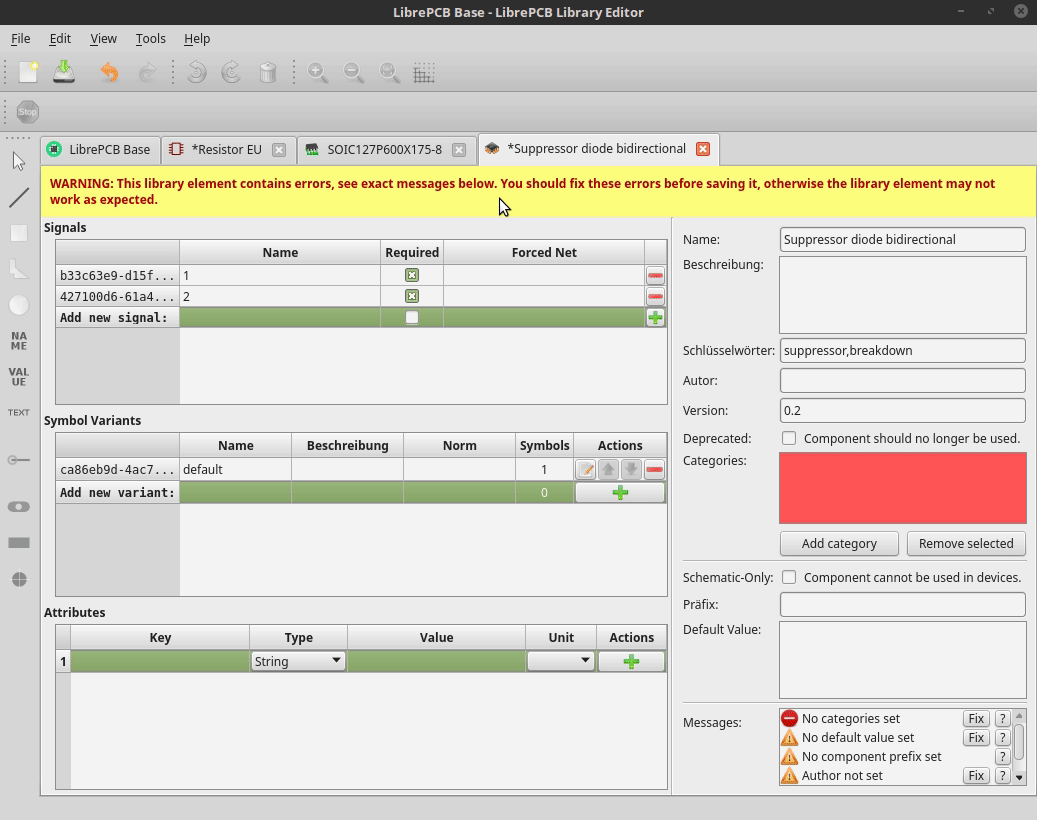 LibrePCB Base - LibrePCB Library Editor
File Edit View Tools Help
Stop
LibrePCB Base *Resistor EU SOIC127P600X175-8 *Suppressor diode bidirectional
WARNING: This library element contains errors, see exact messages below. You should fix these errors before saving it, otherwise the library element may not
work as expected.
NA
ME
VAL
UE
TEXT
Signals
Name Required Forced Net
b33c63e9-d15f... 1
427100d6-61a4... 2
Add new signal:
Symbol Variants
Name Beschreibung Norm Symbols Actions
ca86eb9d-4ac7... default 1
Add new variant: 0
Attributes
Key Type Value Unit Actions
1 String
Name: Suppressor diode bidirectional
Beschreibung:
Schlüsselwörter: suppressor,breakdown
Autor:
Version: 0.2
Deprecated: Component should no longer be used.
Categories:
Add category Remove selected
Schematic-Only: Component cannot be used in devices.
Präfix:
Default Value:
Messages:
No categories set Fix ?
No default value set Fix ?
No component prefix set ?
Author not set Fix ?